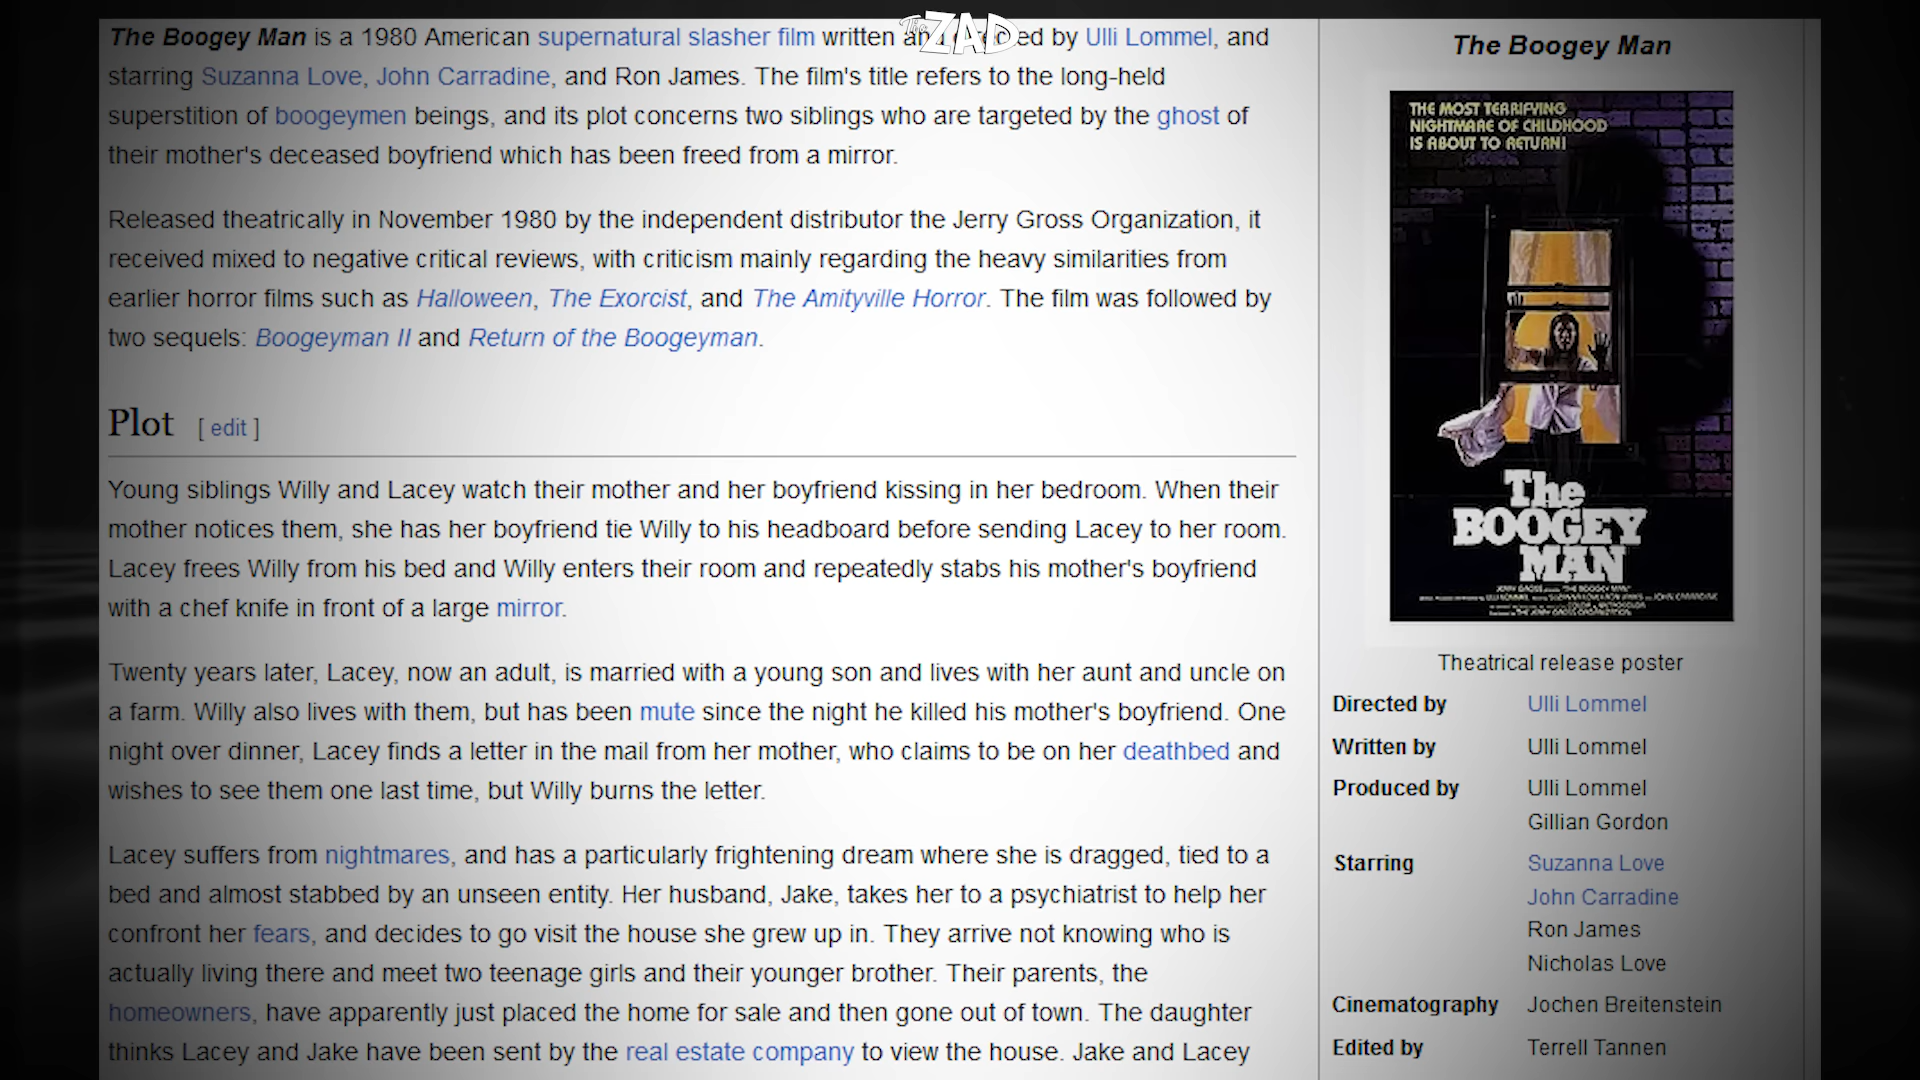 The Boogey Man is a 1980 American supernatural slasher film written and directed by Ulli Lommel, and
starring Suzanna Love, John Carradine, and Ron James. The film's title refers to the long-held
superstition of boogeymen beings, and its plot concerns two siblings who are targeted by the ghost of
their mother's deceased boyfriend which has been freed from a mirror.
Released theatrically in November 1980 by the independent distributor the Jerry Gross Organization, it
received mixed to negative critical reviews, with criticism mainly regarding the heavy similarities from
earlier horror films such as Halloween, The Exorcist, and The Amityville Horror. The film was followed by
two sequels: Boogeyman II and Return of the Boogeyman.
Plot [ edit ]
Young siblings Willy and Lacey watch their mother and her boyfriend kissing in her bedroom. When their
mother notices them, she has her boyfriend tie Willy to his headboard before sending Lacey to her room.
Lacey frees Willy from his bed and Willy enters their room and repeatedly stabs his mother's boyfriend
with a chef knife in front of a large mirror.
Twenty years later, Lacey, now an adult, is married with a young son and lives with her aunt and uncle on
a farm. Willy also lives with them, but has been mute since the night he killed his mother's boyfriend. One
night over dinner, Lacey finds a letter in the mail from her mother, who claims to be on her deathbed and
wishes to see them one last time, but Willy burns the letter.
Lacey suffers from nightmares, and has a particularly frightening dream where she is dragged, tied to a
bed and almost stabbed by an unseen entity. Her husband, Jake, takes her to a psychiatrist to help her
confront her fears, and decides to go visit the house she grew up in. They arrive not knowing who is
actually living there and meet two teenage girls and their younger brother. Their parents, the
homeowners, have apparently just placed the home for sale and then gone out of town. The daughter
thinks Lacey and Jake have been sent by the real estate company to view the house. Jake and Lacey
The ZAD
The Boogey Man
THE MOST TERRIFYING
NIGHTMARE OF CHILDHOOD
IS ABOUT TO RETURN!
The
BOOGEY
MAN
Theatrical release poster
Directed by Ulli Lommel
Written by Ulli Lommel
Produced by Ulli Lommel
Gillian Gordon
Starring Suzanna Love
John Carradine
Ron James
Nicholas Love
Cinematography Jochen Breitenstein
Edited by Terrell Tannen